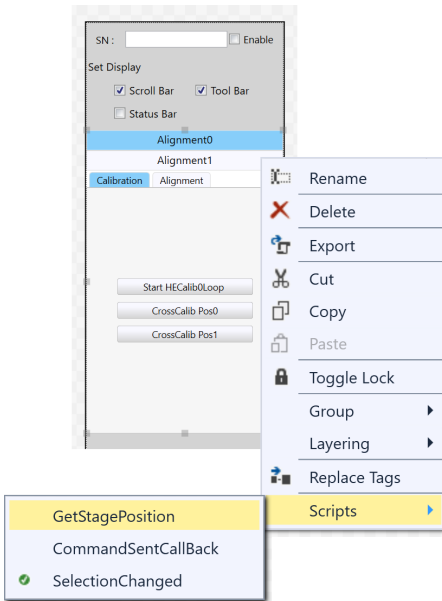 SN :
Enable
Set Display
Scroll Bar
Tool Bar
Status Bar
Alignment0
Alignment1
Calibration
Alignment
Start HECalib0Loop
CrossCalib Pos0
CrossCalib Pos1
Rename
Delete
Export
Cut
Copy
Paste
Toggle Lock
Group
Layering
Replace Tags
Scripts
GetStagePosition
CommandSentCallBack
SelectionChanged